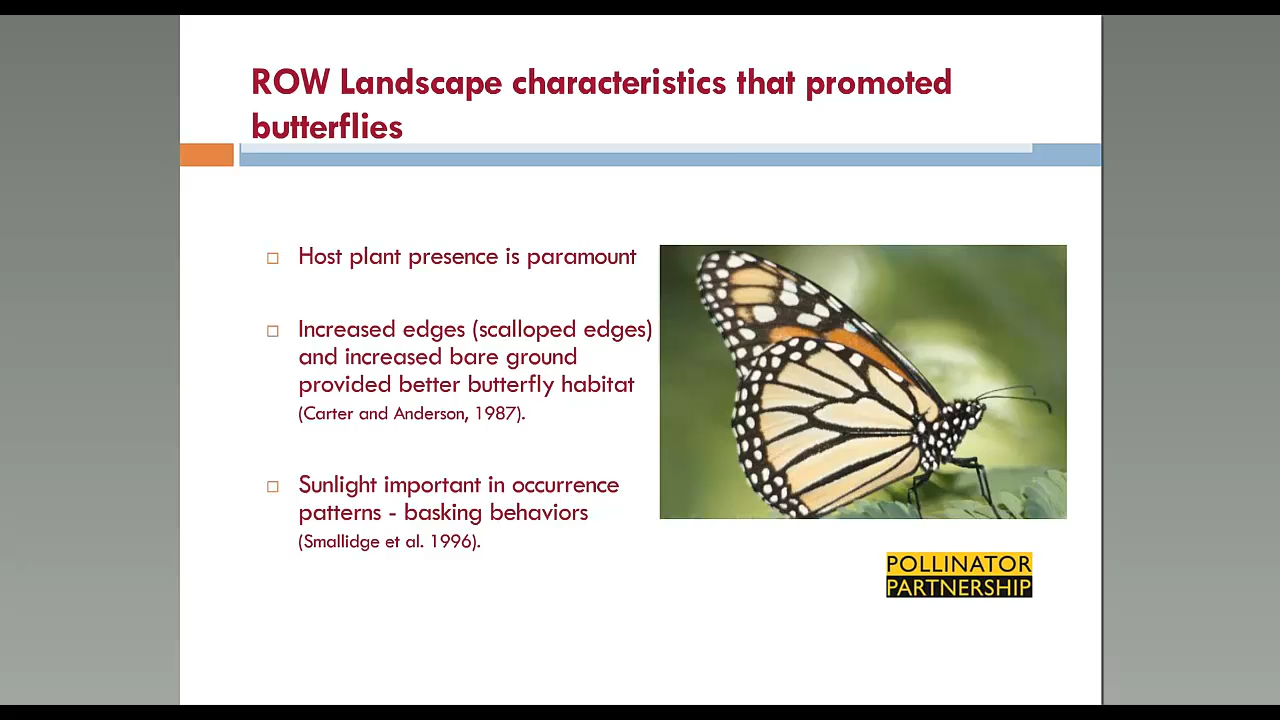 ROW Landscape characteristics that promoted
butterflies
Host plant presence is paramount
Increased edges (scalloped edges)
and increased bare ground
provided better butterfly habitat
(Carter and Anderson, 1987).
Sunlight important in occurrence
patterns - basking behaviors
(Smallidge et al. 1996).
POLLINATOR
PARTNERSHIP